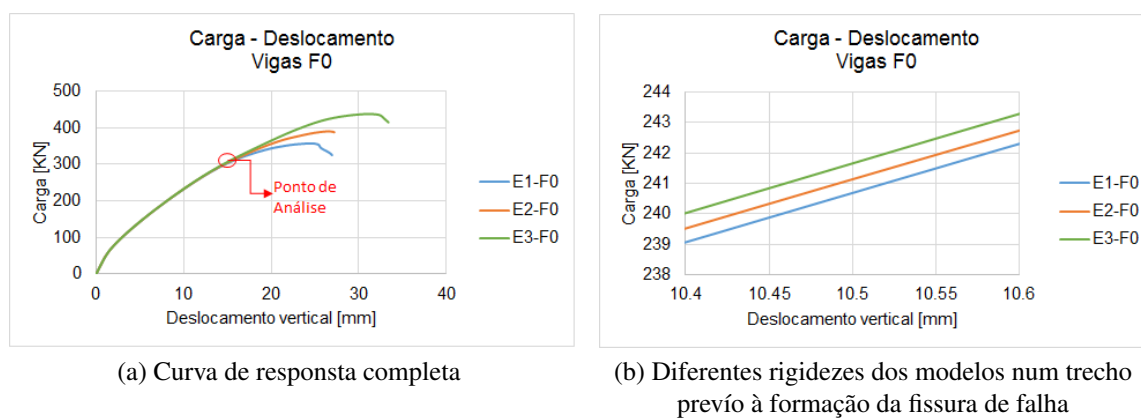 Carga - Deslocamento
Vigas F0
500
400
300
200
100
0
0
10
20
30
40
Carga [KN]
Deslocamento vertical [mm]
Ponto de
Análise
E1-F0
E2-F0
E3-F0
(a) Curva de responsta completa
Carga - Deslocamento
Vigas F0
244
243
242
241
240
239
238
10.4
10.45
10.5
10.55
10.6
Carga [KN]
Deslocamento vertical [mm]
E1-F0
E2-F0
E3-F0
(b) Diferentes rigidezes dos modelos num trecho
prevío à formação da fissura de falha